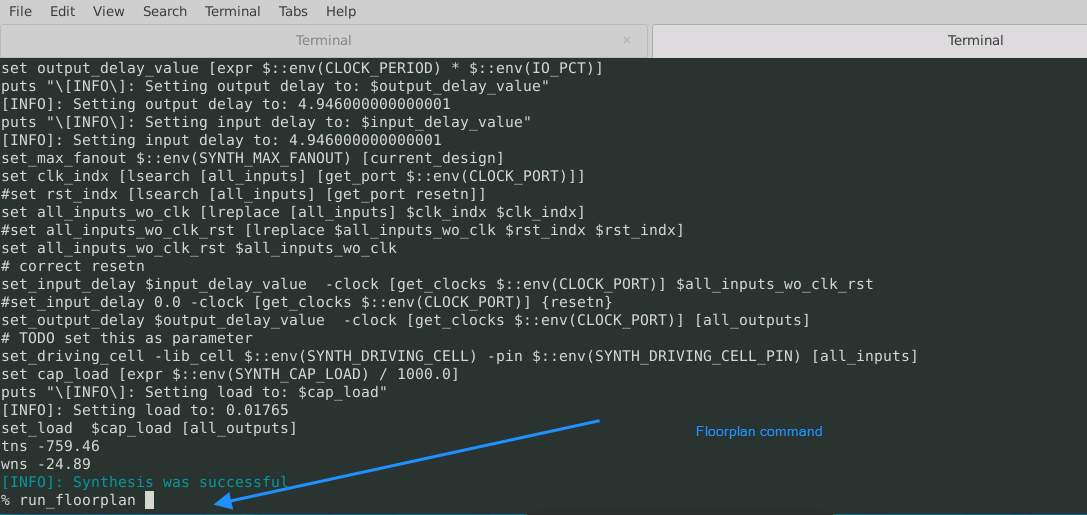 File Edit View Search Terminal Tabs Help
Terminal × Terminal
set output_delay_value [expr $::env(CLOCK_PERIOD) * $::env(IO_PCT)]
puts "\[INFO\]: Setting output delay to: $output_delay_value"
[INFO]: Setting output delay to: 4.946000000000001
puts "\[INFO\]: Setting input delay to: $input_delay_value"
[INFO]: Setting input delay to: 4.946000000000001
set_max_fanout $::env(SYNTH_MAX_FANOUT) [current_design]
set clk_indx [lsearch [all_inputs] [get_port $::env(CLOCK_PORT)]]
#set rst_indx [lsearch [all_inputs] [get_port resetn]]
set all_inputs_wo_clk [lreplace [all_inputs] $clk_indx $clk_indx]
#set all_inputs_wo_clk_rst [lreplace $all_inputs_wo_clk $rst_indx $rst_indx]
set all_inputs_wo_clk_rst $all_inputs_wo_clk
# correct resetn
set_input_delay $input_delay_value  -clock [get_clocks $::env(CLOCK_PORT)] $all_inputs_wo_clk_rst
#set_input_delay 0.0 -clock [get_clocks $::env(CLOCK_PORT)] {resetn}
set_output_delay $output_delay_value  -clock [get_clocks $::env(CLOCK_PORT)] [all_outputs]
# TODO set this as parameter
set_driving_cell -lib_cell $::env(SYNTH_DRIVING_CELL) -pin $::env(SYNTH_DRIVING_CELL_PIN) [all_inputs]
set cap_load [expr $::env(SYNTH_CAP_LOAD) / 1000.0]
puts "\[INFO\]: Setting load to: $cap_load"
[INFO]: Setting load to: 0.01765
set_load  $cap_load [all_outputs]
Floorplan command
tns -759.46
wns -24.89
[INFO]: Synthesis was successful
% run_floorplan